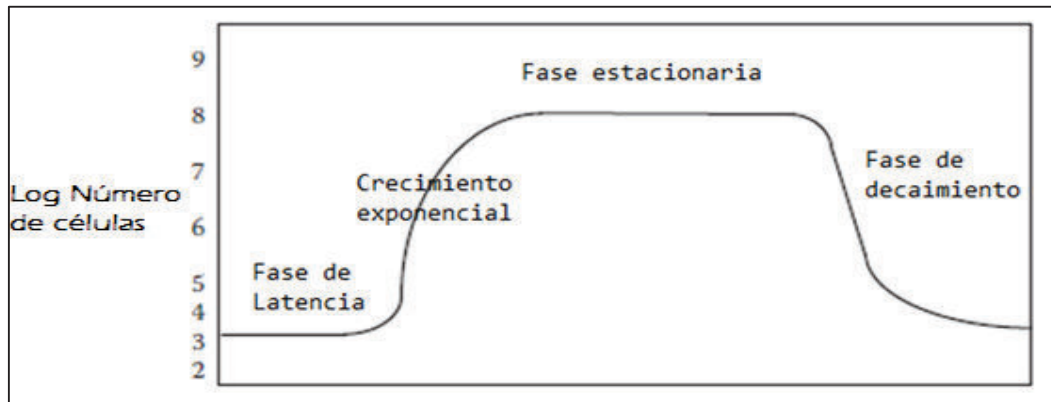 9
Fase estacionaria
8
7
Fase de
decaimiento
Crecimiento
exponencial
Log Número
de células
6
5
Fase de
Latencia
4
3
2